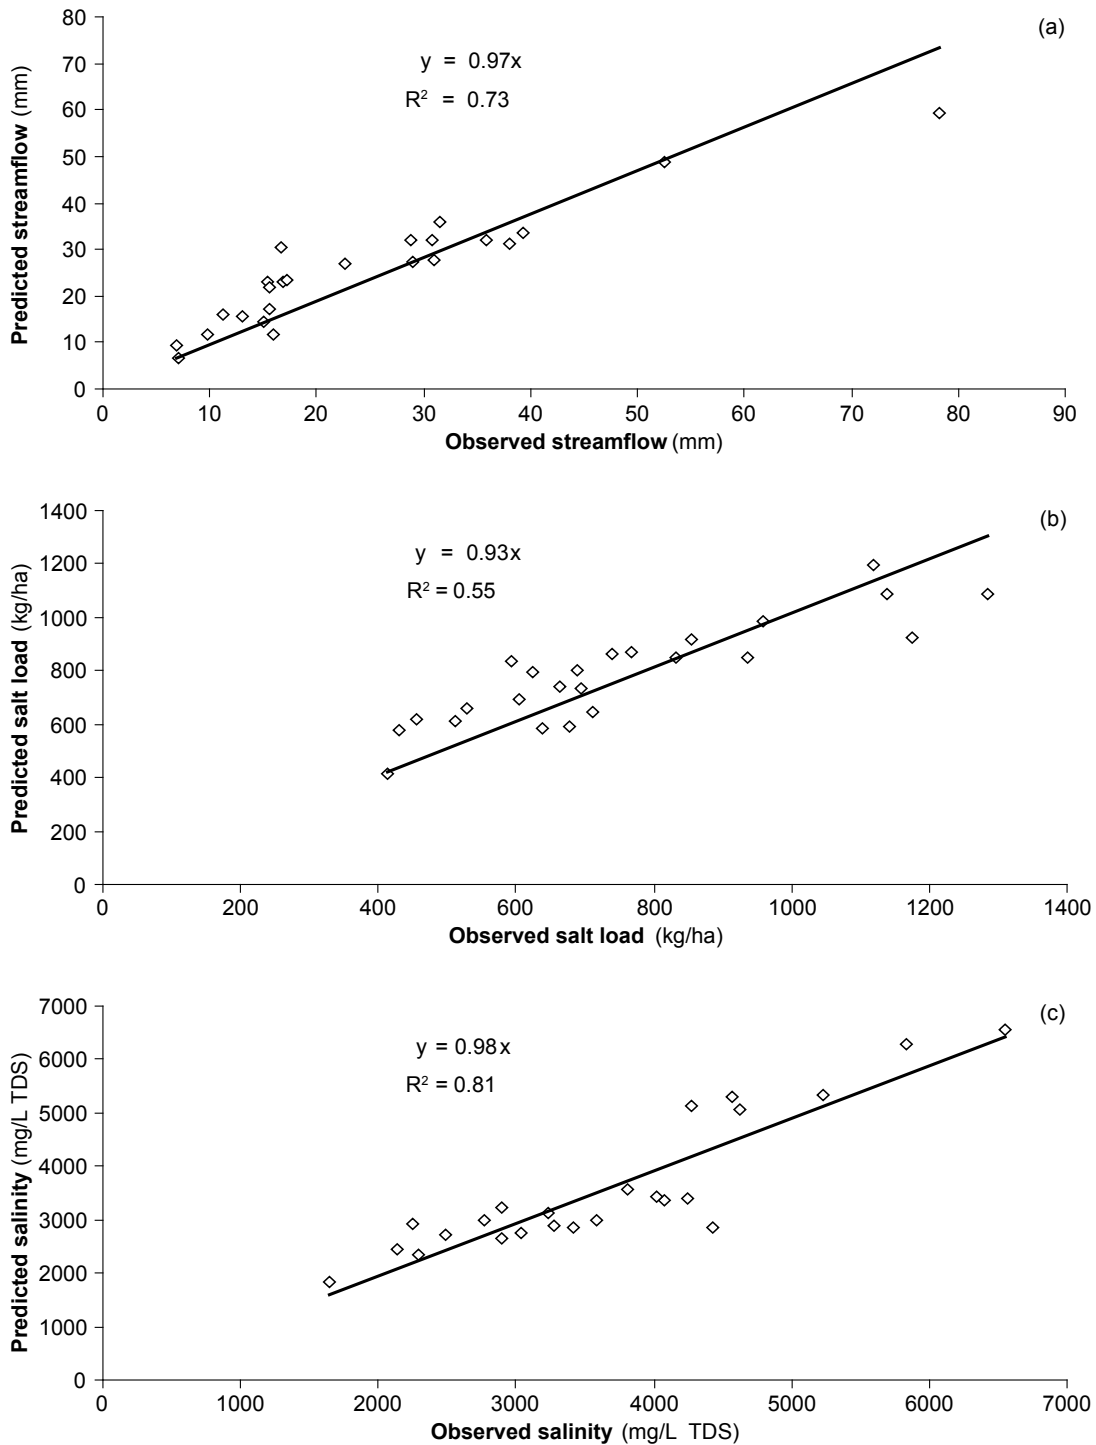 (a)
y = 0.97x
R² = 0.73
Predicted streamflow (mm)
80
70
60
50
40
30
20
10
0
0 10 20 30 40 50 60 70 80 90
Observed streamflow (mm)
(b)
y = 0.93x
R² = 0.55
Predicted salt load (kg/ha)
1400
1200
1000
800
600
400
200
0
0 200 400 600 800 1000 1200 1400
Observed salt load (kg/ha)
(c)
y = 0.98x
R² = 0.81
Predicted salinity (mg/L TDS)
7000
6000
5000
4000
3000
2000
1000
0
0 1000 2000 3000 4000 5000 6000 7000
Observed salinity (mg/L TDS)